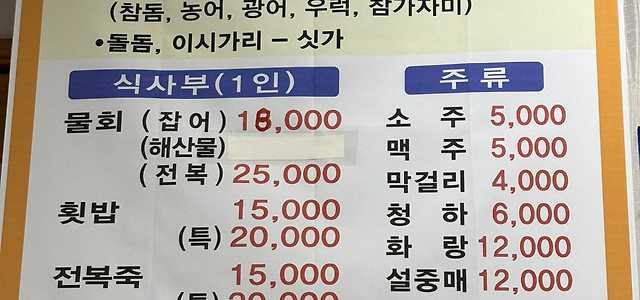 (참돔, 농어, 광어, 우럭, 참가자미)
•돌돔, 이시가리 – 싯가
식사부(1인)
물회 (잡어) 18,000
(해산물)
(전복) 25,000
횟밥 15,000
(특) 20,000
전복죽 15,000
주류
소 주 5,000
맥 주 5,000
막걸리 4,000
청 하 6,000
화 랑 12,000
설중매 12,000